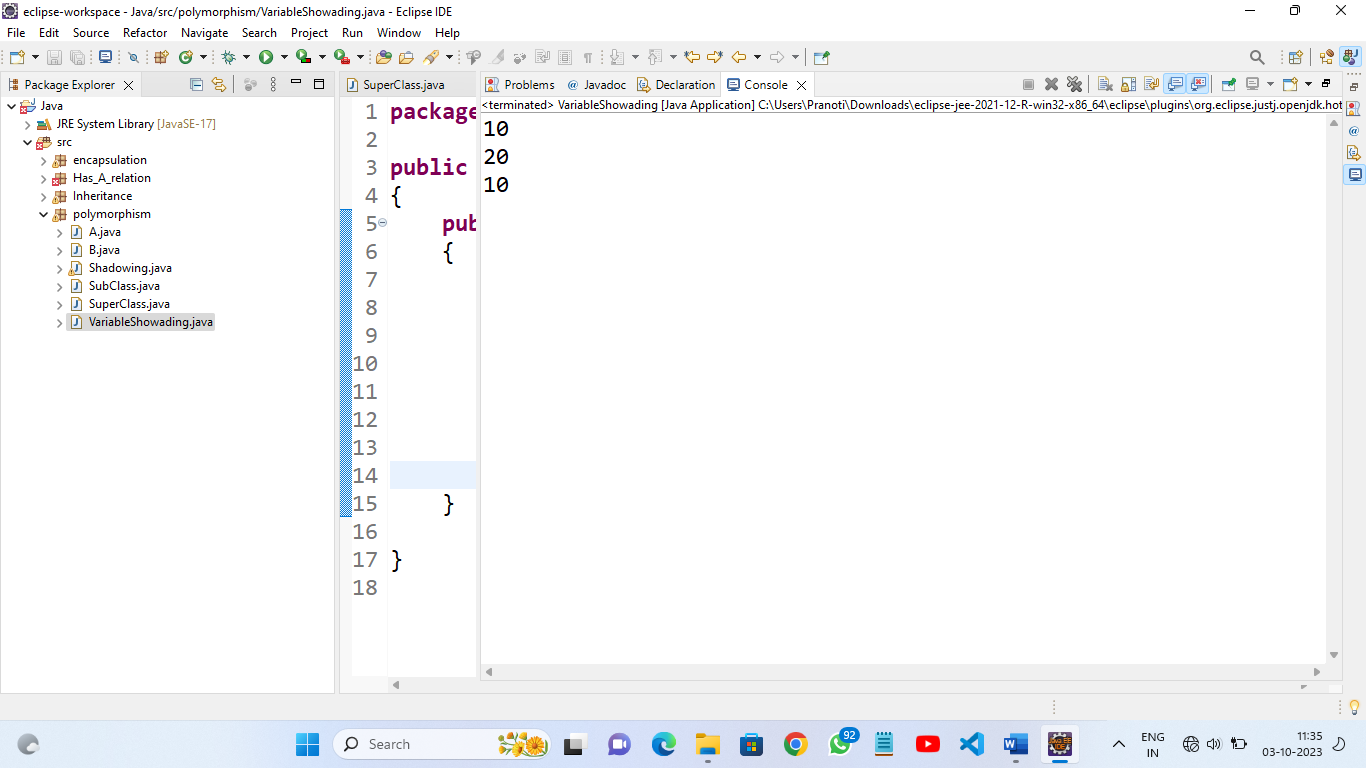 eclipse-workspace - Java/src/polymorphism/VariableShowading.java - Eclipse IDE
File Edit Source Refactor Navigate Search Project Run Window Help
Package Explorer
Java
JRE System Library [JavaSE-17]
src
encapsulation
Has_A_relation
Inheritance
polymorphism
A.java
B.java
Shadowing.java
SubClass.java
SuperClass.java
VariableShowading.java
SuperClass.java
1 package
2
3 public
4 {
5 pub
6 {
7
8
9
10
11
12
13
14
15 }
16
17 }
18
Problems Javadoc Declaration Console
<terminated> VariableShowading [Java Application] C:\Users\Pranoti\Downloads\eclipse-jee-2021-12-R-win32-x86_64\eclipse\plugins\org.eclipse.justj.openjdk.hot
10
20
10
Search
92
ENG
IN
11:35
03-10-2023